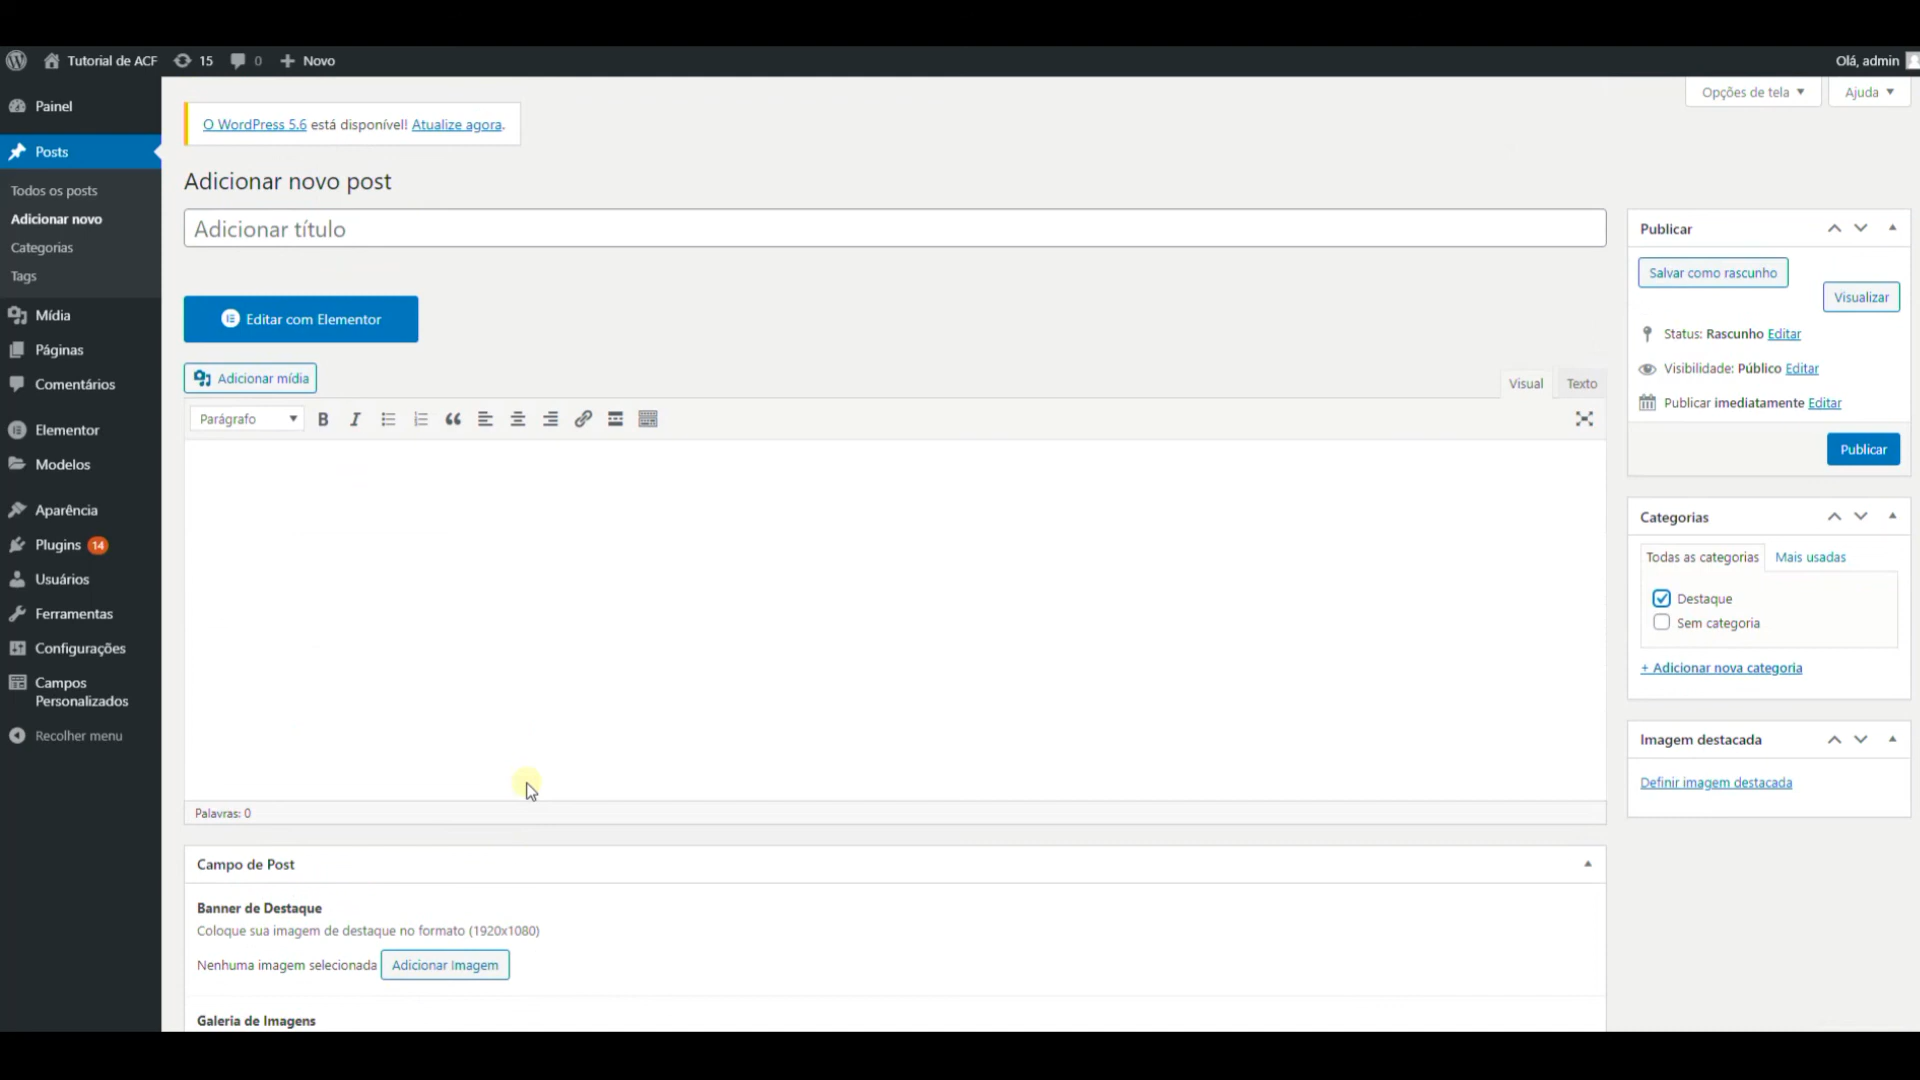 Tutorial de ACF 15 0 Novo Olá, admin
Opções de tela Ajuda
Painel
Posts
Todos os posts
Adicionar novo
Categorias
Tags
Mídia
Páginas
Comentários
Elementor
Modelos
Aparência
Plugins 14
Usuários
Ferramentas
Configurações
Campos
Personalizados
Recolher menu
O WordPress 5.6 está disponível! Atualize agora.
Adicionar novo post
Adicionar título
Editar com Elementor
Adicionar mídia
Visual Texto
Parágrafo
Palavras: 0
Campo de Post
Banner de Destaque
Coloque sua imagem de destaque no formato (1920x1080)
Nenhuma imagem selecionada Adicionar Imagem
Galeria de Imagens
Publicar
Salvar como rascunho
Visualizar
Status: Rascunho Editar
Visibilidade: Público Editar
Publicar imediatamente Editar
Publicar
Categorias
Todas as categorias Mais usadas
Destaque
Sem categoria
+ Adicionar nova categoria
Imagem destacada
Definir imagem destacada